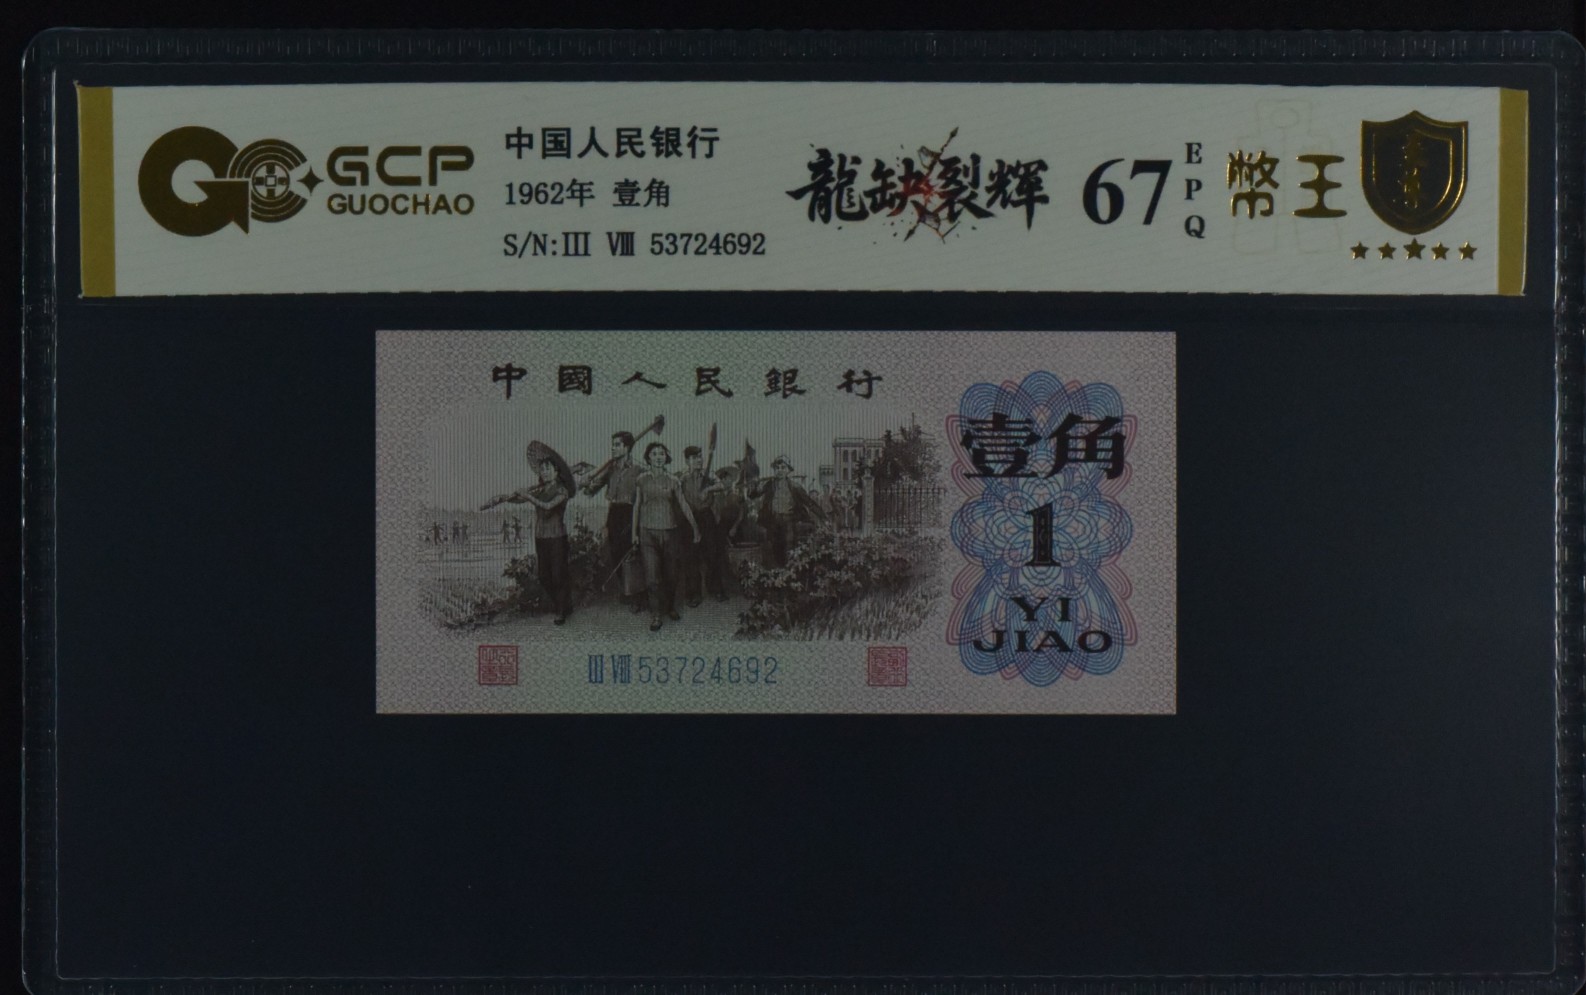 GCP
GUOCHAO
中国人民银行
1962年 壹角
S/N:III VIII 53724692
龍缺裂輝
67
EPQ
幣王
中國人民銀行
壹角
1
YI
JIAO
III VIII 53724692